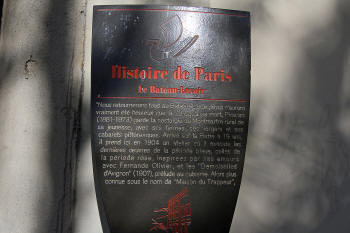 Histoire de Paris
Le Bateau-Lavoir
"Nous retournerons tous au Bateau-Lavoir. Nous n'aurons
vraiment été heureux que là." Jusqu'à sa mort, Picasso
(1881-1973) garde la nostalgie du Montmartre rural de
sa jeunesse, avec ses fermes, ses vergers et ses
cabarets pittoresques. Arrivé sur la Butte à 19 ans,
il prend ici en 1904 un atelier où il exécute les
dernières œuvres de la période bleue, celles de
la période rose, inspirées par ses amours
avec Fernande Olivier, et les "Demoiselles
d'Avignon" (1907), prélude au cubisme. Alors plus
connue sous le nom de "Maison du Trappeur",